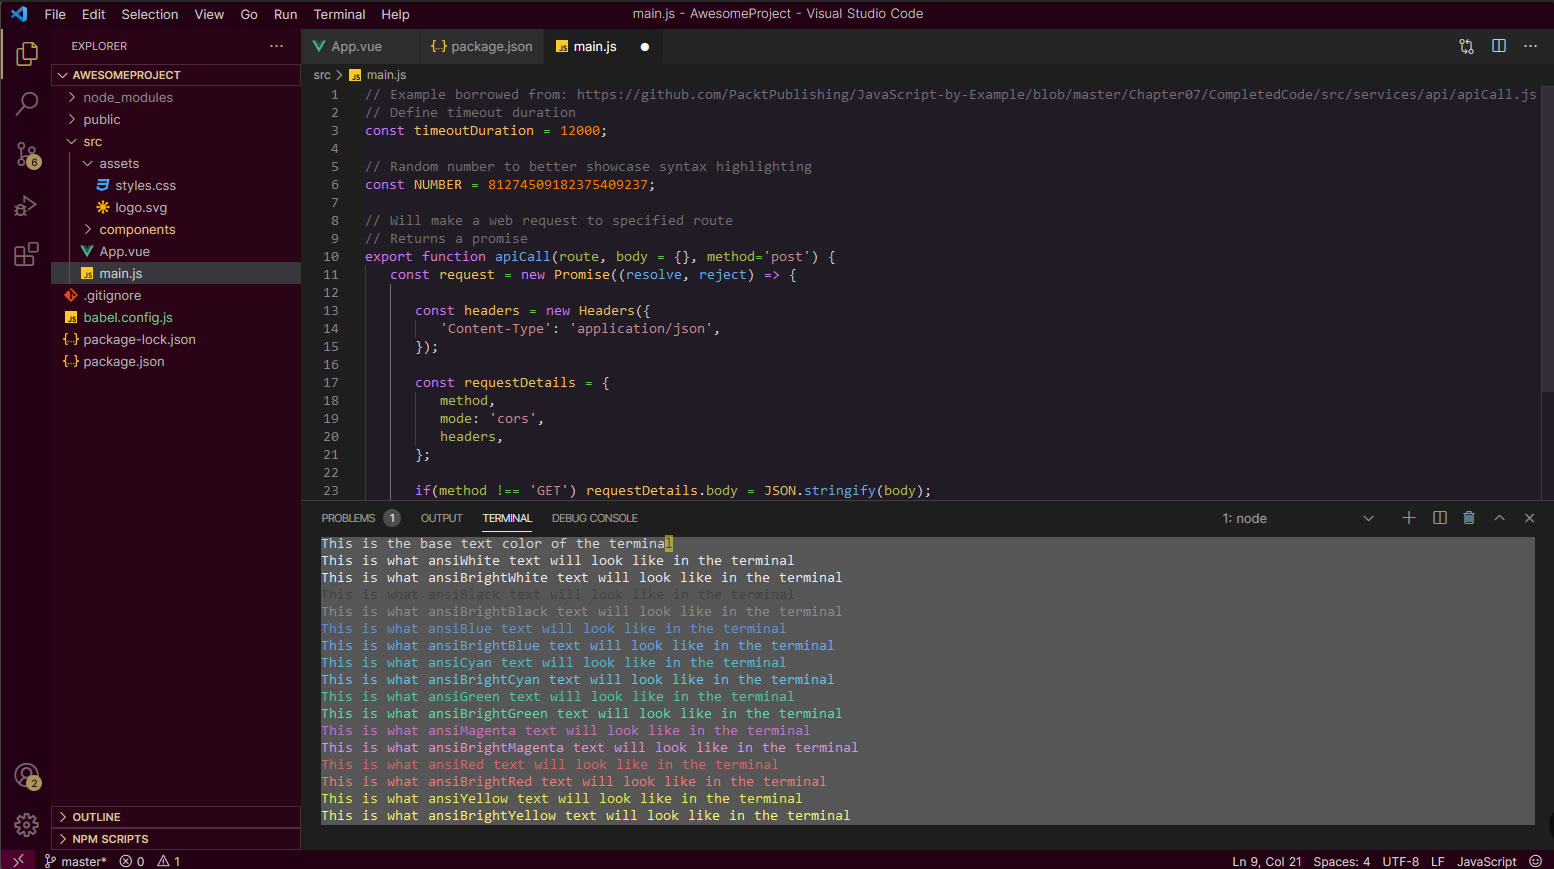 File Edit Selection View Go Run Terminal Help
main.js - AwesomeProject - Visual Studio Code
EXPLORER
AWESOMEPROJECT
node_modules
public
src
assets
styles.css
logo.svg
components
App.vue
main.js
.gitignore
babel.config.js
package-lock.json
package.json
OUTLINE
NPM SCRIPTS
6
2
App.vue
package.json
main.js
src > main.js
1 // Example borrowed from: https://github.com/PacktPublishing/JavaScript-by-Example/blob/master/Chapter07/CompletedCode/src/services/api/apiCall.js
2 // Define timeout duration
3 const timeoutDuration = 12000;
4
5 // Random number to better showcase syntax highlighting
6 const NUMBER = 81274509182375409237;
7
8 // Will make a web request to specified route
9 // Returns a promise
10 export function apiCall(route, body = {}, method='post') {
11 const request = new Promise((resolve, reject) => {
12
13 const headers = new Headers({
14 'Content-Type': 'application/json',
15 });
16
17 const requestDetails = {
18 method,
19 mode: 'cors',
20 headers,
21 };
22
23 if(method !== 'GET') requestDetails.body = JSON.stringify(body);
PROBLEMS 1 OUTPUT TERMINAL DEBUG CONSOLE
1: node
This is the base text color of the terminal
This is what ansiWhite text will look like in the terminal
This is what ansiBrightWhite text will look like in the terminal
This is what ansiBlack text will look like in the terminal
This is what ansiBrightBlack text will look like in the terminal
This is what ansiBlue text will look like in the terminal
This is what ansiBrightBlue text will look like in the terminal
This is what ansiCyan text will look like in the terminal
This is what ansiBrightCyan text will look like in the terminal
This is what ansiGreen text will look like in the terminal
This is what ansiBrightGreen text will look like in the terminal
This is what ansiMagenta text will look like in the terminal
This is what ansiBrightMagenta text will look like in the terminal
This is what ansiRed text will look like in the terminal
This is what ansiBrightRed text will look like in the terminal
This is what ansiYellow text will look like in the terminal
This is what ansiBrightYellow text will look like in the terminal
master* 0 1
Ln 9, Col 21 Spaces: 4 UTF-8 LF JavaScript